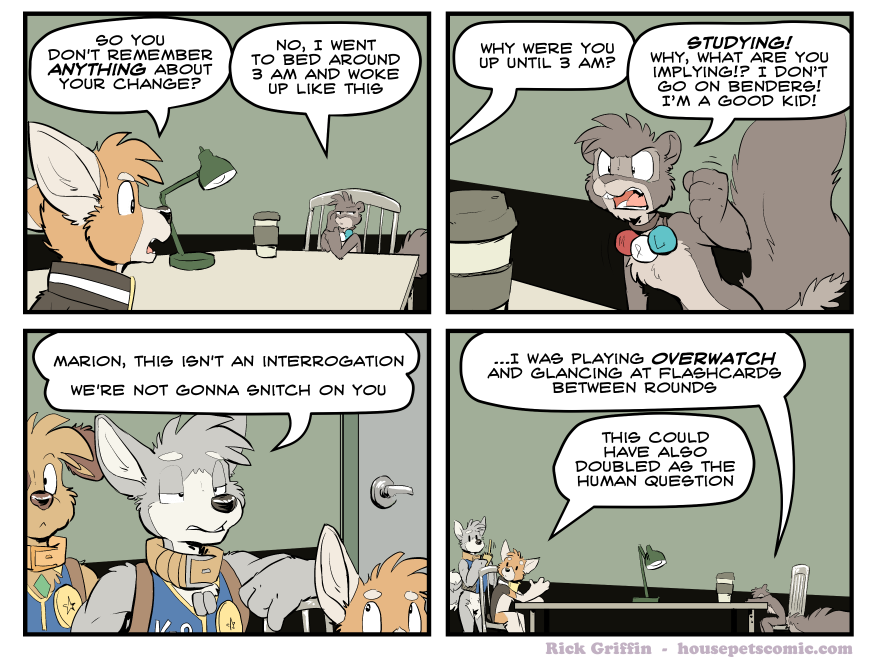 SO YOU
DON'T REMEMBER
ANYTHING ABOUT
YOUR CHANGE?
NO, I WENT
TO BED AROUND
3 AM AND WOKE
UP LIKE THIS
WHY WERE YOU
UP UNTIL 3 AM?
STUDYING!
WHY, WHAT ARE YOU
IMPLYING!? I DON'T
GO ON BENDERS!
I'M A GOOD KID!
MARION, THIS ISN'T AN INTERROGATION
WE'RE NOT GONNA SNITCH ON YOU
...I WAS PLAYING OVERWATCH
AND GLANCING AT FLASHCARDS
BETWEEN ROUNDS
THIS COULD
HAVE ALSO
DOUBLED AS THE
HUMAN QUESTION
Rick Griffin - housepetscomic.com